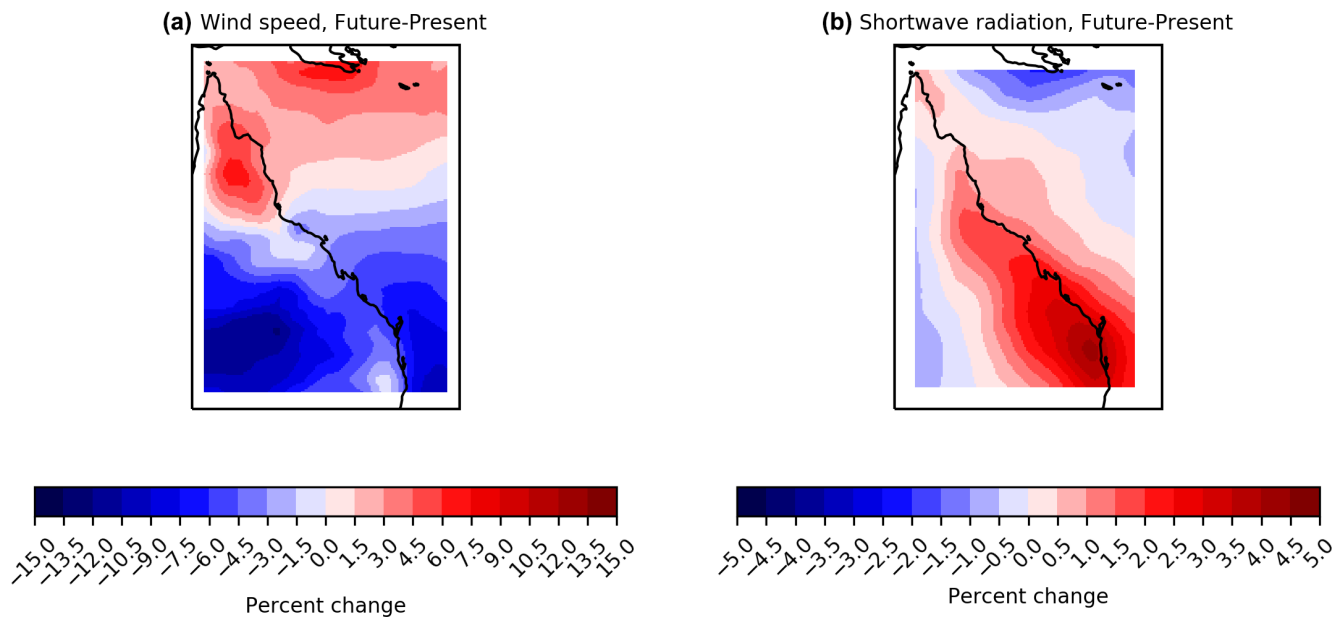 (a) Wind speed, Future-Present
(b) Shortwave radiation, Future-Present
−15.0 −13.5 −12.0 −10.5 −9.0 −7.5 −6.0 −4.5 −3.0 −1.5 0.0 1.5 3.0 4.5 6.0 7.5 9.0 10.5 12.0 13.5 15.0
Percent change
−5.0 −4.5 −4.0 −3.5 −3.0 −2.5 −2.0 −1.5 −1.0 −0.5 0.0 0.5 1.0 1.5 2.0 2.5 3.0 3.5 4.0 4.5 5.0
Percent change